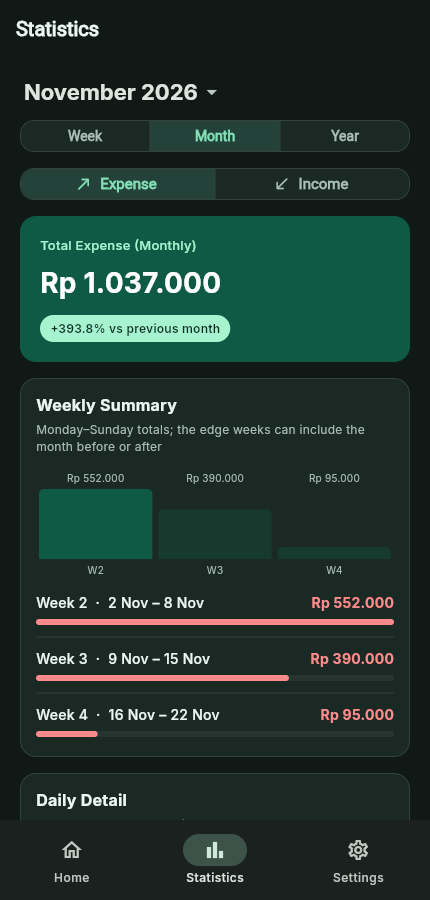 Statistics
November 2026
Week Month Year
Expense Income
Total Expense (Monthly)
Rp 1.037.000
+393.8% vs previous month
Weekly Summary
Monday–Sunday totals; the edge weeks can include the
month before or after
Rp 552.000 Rp 390.000 Rp 95.000
W2 W3 W4
Week 2 · 2 Nov – 8 Nov Rp 552.000
Week 3 · 9 Nov – 15 Nov Rp 390.000
Week 4 · 16 Nov – 22 Nov Rp 95.000
Daily Detail
Home Statistics Settings